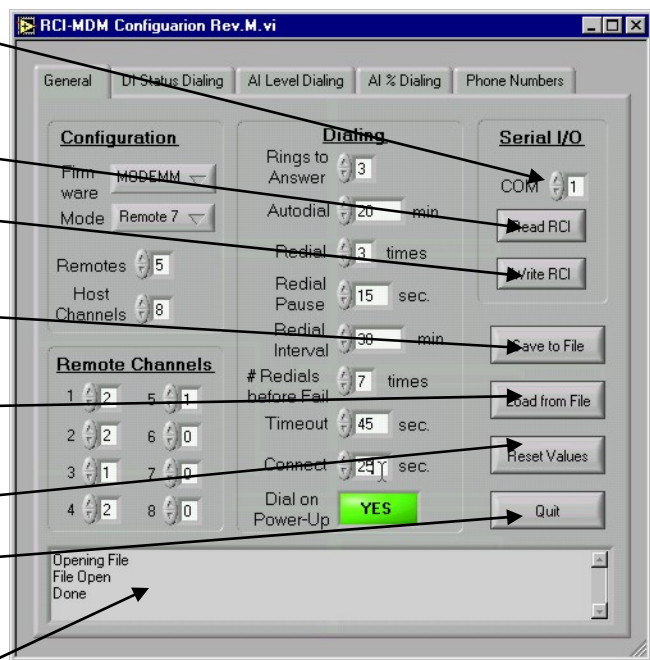 RCI-MDM Configuarion Rev.M.vi
General DI Status Dialing AI Level Dialing AI % Dialing Phone Numbers
Configuration
Firm ware MODEMM
Mode Remote 7
Remotes 5
Host Channels 8
Remote Channels
1 2 5 1
2 2 6 0
3 1 7 0
4 2 8 0
Dialing
Rings to Answer 3
Autodial 20 min
Redial 3 times
Redial Pause 15 sec.
Redial Interval 30 min
# Redials before Fail 7 times
Timeout 45 sec.
Connect 25 sec.
Dial on Power-Up YES
Serial I/O
COM 1
Read RCI
Write RCI
Save to File
Load from File
Reset Values
Quit
Opening File
File Open
Done